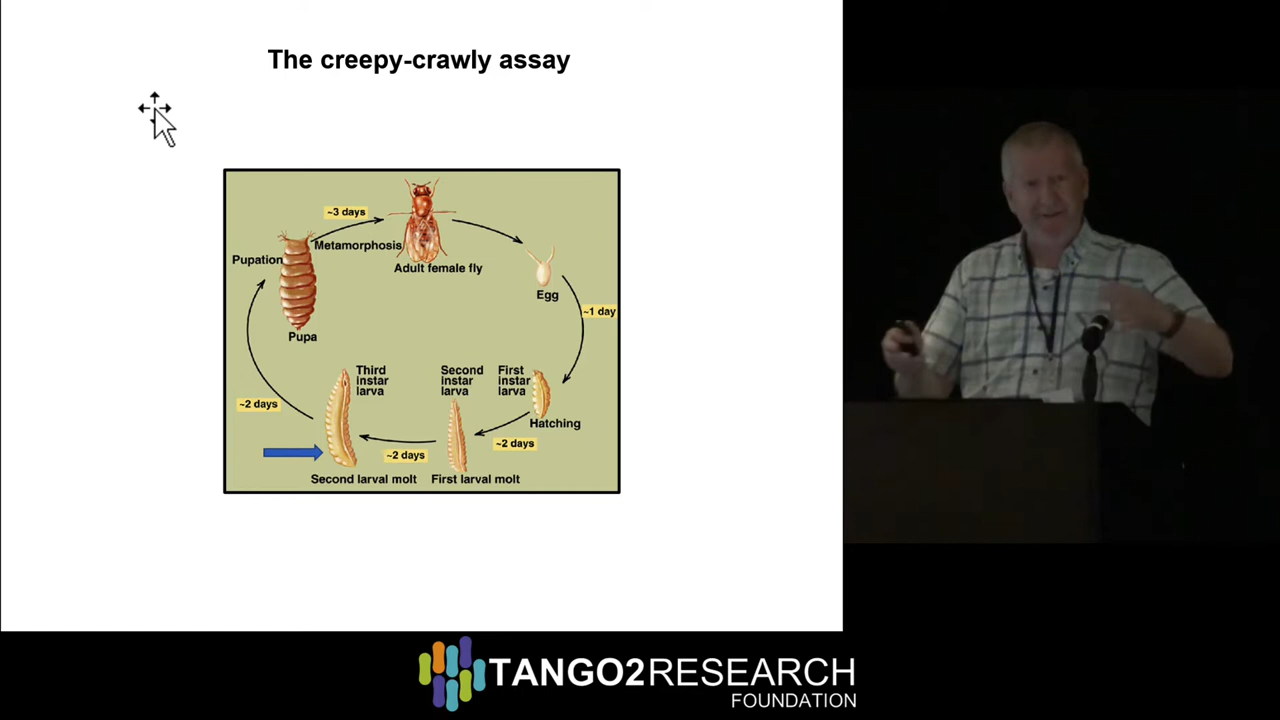 The creepy-crawly assay
~3 days
Metamorphosis
Pupation
Adult female fly
Egg
~1 day
Pupa
Third
instar
larva
Second
instar
larva
First
instar
larva
Hatching
~2 days
~2 days
~2 days
Second larval molt
First larval molt
TANGO2RESEARCH
FOUNDATION